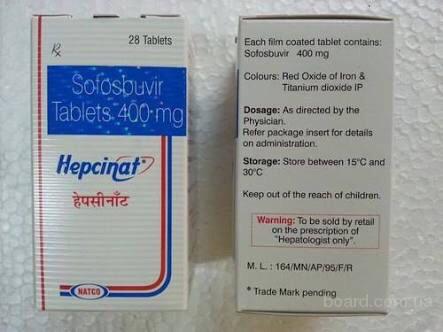 Rx
28 Tablets
Sofosbuvir
Tablets 400 mg
Hepcinat
हेपसीनाँट
NATCO
Each film coated tablet contains:
Sofosbuvir 400 mg
Colours: Red Oxide of Iron &
Titanium dioxide IP
Dosage: As directed by the
Physician.
Refer package insert for details
on administration.
Storage: Store between 15°C and
30°C
Keep out of the reach of children.
Warning: To be sold by retail
on the prescription of
"Hepatologist only".
M. L. : 164/MN/AP/95/F/R
* Trade Mark pending
board.com.ua